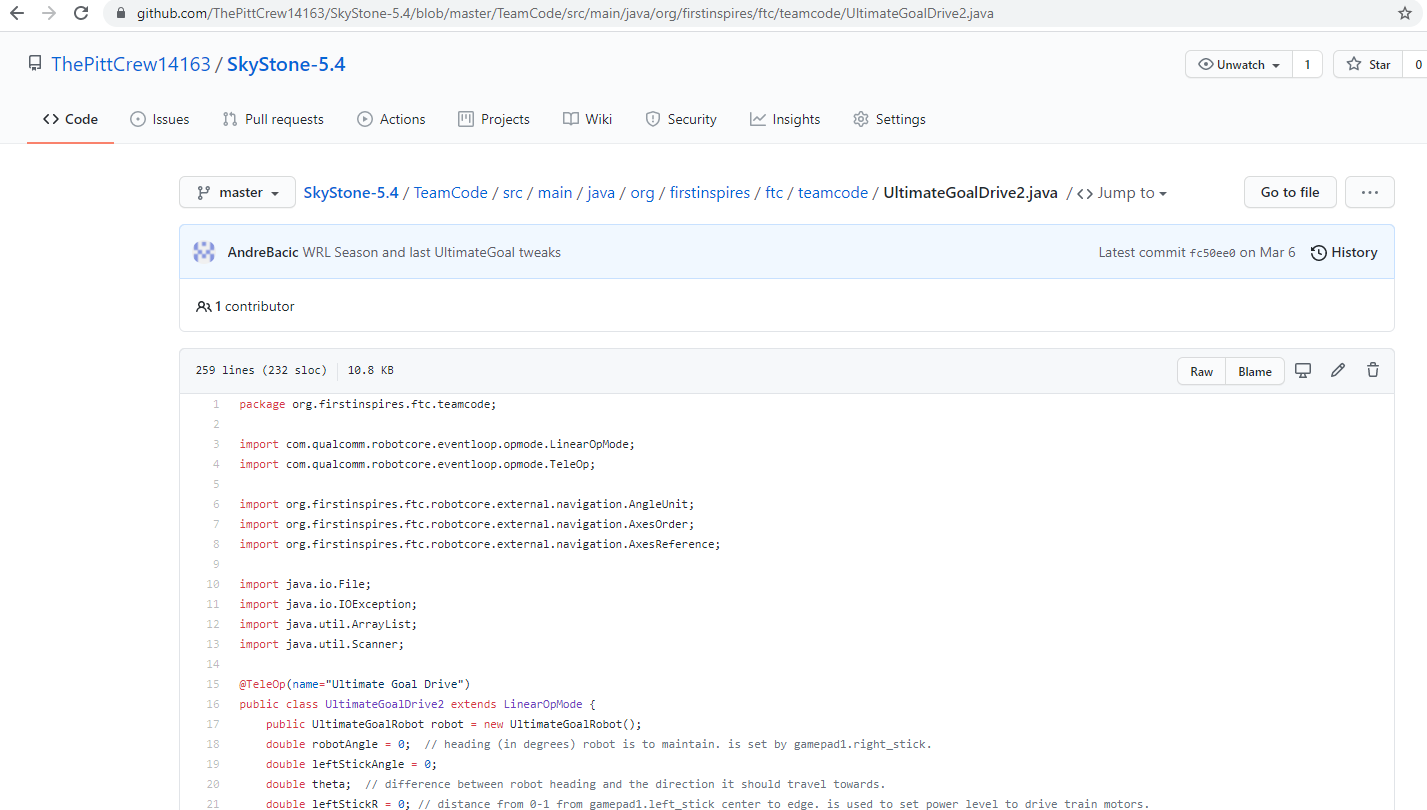 github.com/ThePittCrew14163/SkyStone-5.4/blob/master/TeamCode/src/main/java/org/firstinspires/ftc/teamcode/UltimateGoalDrive2.java
ThePittCrew14163 / SkyStone-5.4 Unwatch 1 Star 0
Code Issues Pull requests Actions Projects Wiki Security Insights Settings
master SkyStone-5.4 / TeamCode / src / main / java / org / firstinspires / ftc / teamcode / UltimateGoalDrive2.java / <> Jump to Go to file ...
AndreBacic WRL Season and last UltimateGoal tweaks Latest commit fc50ee0 on Mar 6 History
1 contributor
259 lines (232 sloc) 10.8 KB Raw Blame
1 package org.firstinspires.ftc.teamcode;
2
3 import com.qualcomm.robotcore.eventloop.opmode.LinearOpMode;
4 import com.qualcomm.robotcore.eventloop.opmode.TeleOp;
5
6 import org.firstinspires.ftc.robotcore.external.navigation.AngleUnit;
7 import org.firstinspires.ftc.robotcore.external.navigation.AxesOrder;
8 import org.firstinspires.ftc.robotcore.external.navigation.AxesReference;
9
10 import java.io.File;
11 import java.io.IOException;
12 import java.util.ArrayList;
13 import java.util.Scanner;
14
15 @TeleOp(name="Ultimate Goal Drive")
16 public class UltimateGoalDrive2 extends LinearOpMode {
17 public UltimateGoalRobot robot = new UltimateGoalRobot();
18 double robotAngle = 0; // heading (in degrees) robot is to maintain. is set by gamepad1.right_stick.
19 double leftStickAngle = 0;
20 double theta; // difference between robot heading and the direction it should travel towards.
21 double leftStickR = 0; // distance from 0-1 from gamepad1.left_stick center to edge. is used to set power level to drive train motors.